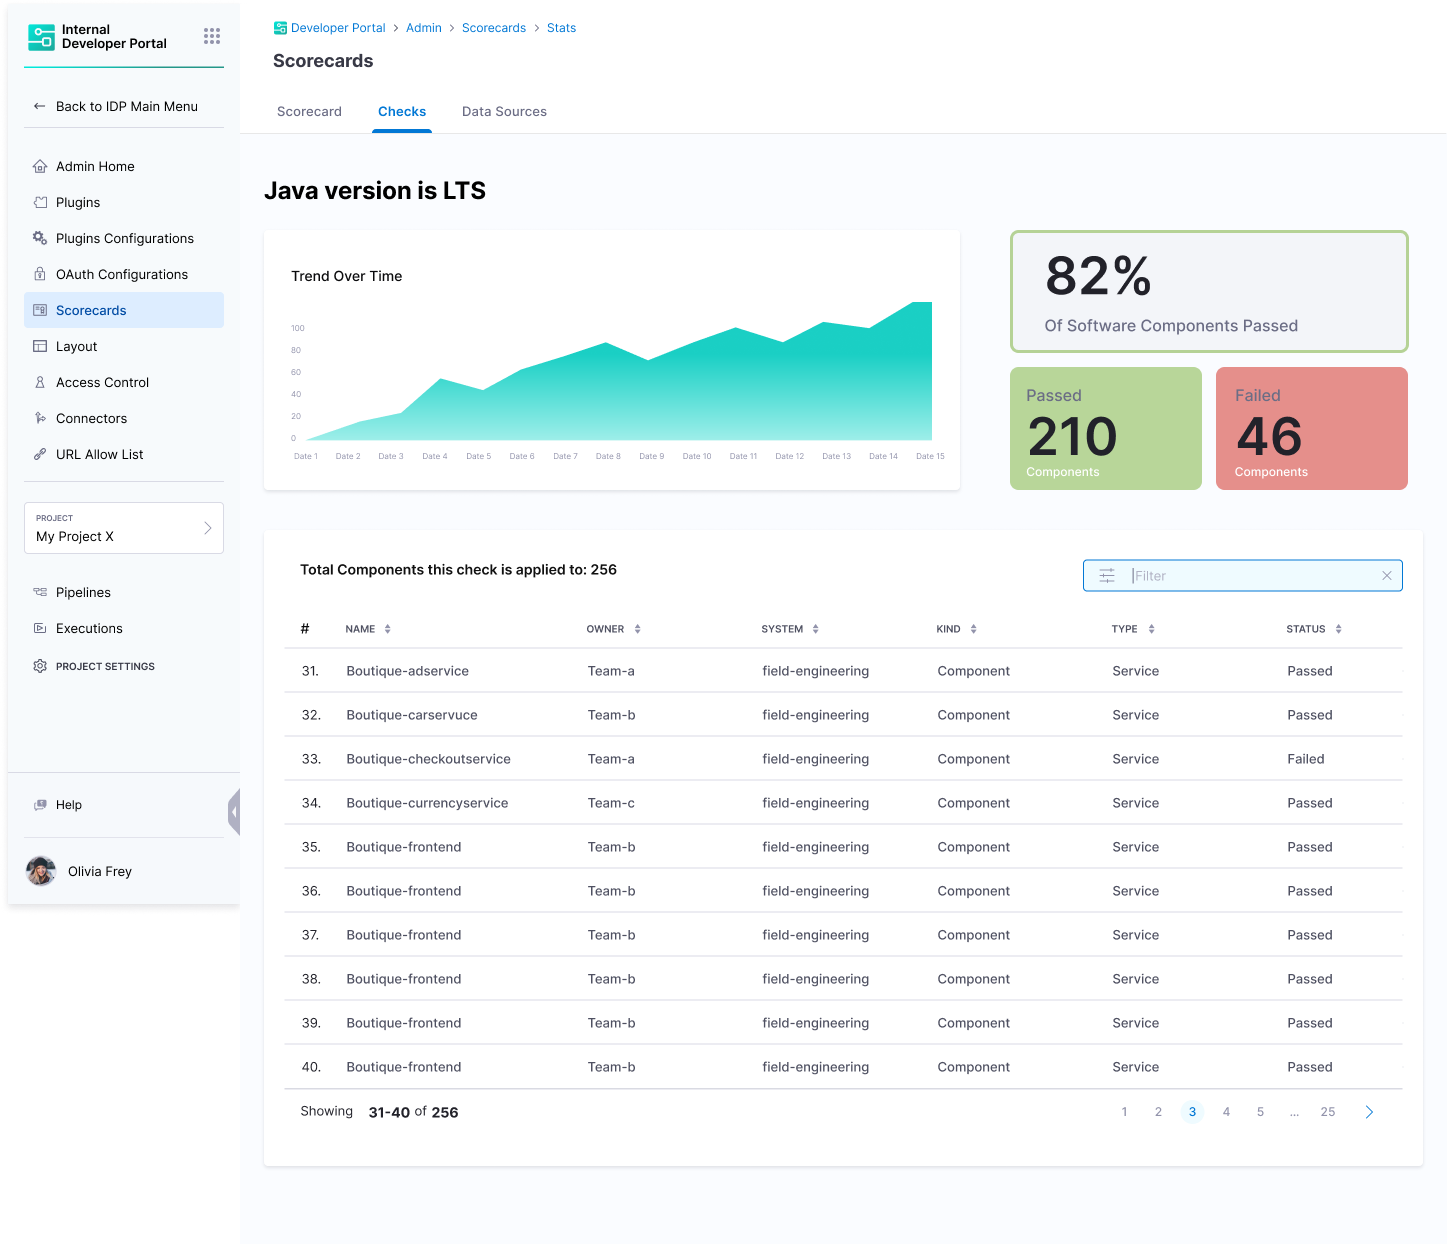 Internal
Developer Portal
Back to IDP Main Menu
Admin Home
Plugins
Plugins Configurations
OAuth Configurations
Scorecards
Layout
Access Control
Connectors
URL Allow List
PROJECT
My Project X
Pipelines
Executions
PROJECT SETTINGS
Help
Olivia Frey
Developer Portal > Admin > Scorecards > Stats
Scorecards
Scorecard Checks Data Sources
Java version is LTS
Trend Over Time
100
80
60
40
20
0
Date 1 Date 2 Date 3 Date 4 Date 5 Date 6 Date 7 Date 8 Date 9 Date 10 Date 11 Date 12 Date 13 Date 14 Date 15
82%
Of Software Components Passed
Passed
210
Components
Failed
46
Components
Total Components this check is applied to: 256
Filter
# NAME OWNER SYSTEM KIND TYPE STATUS
31. Boutique-adservice Team-a field-engineering Component Service Passed
32. Boutique-carservuce Team-b field-engineering Component Service Passed
33. Boutique-checkoutservice Team-a field-engineering Component Service Failed
34. Boutique-currencyservice Team-c field-engineering Component Service Passed
35. Boutique-frontend Team-b field-engineering Component Service Passed
36. Boutique-frontend Team-b field-engineering Component Service Passed
37. Boutique-frontend Team-b field-engineering Component Service Passed
38. Boutique-frontend Team-b field-engineering Component Service Passed
39. Boutique-frontend Team-b field-engineering Component Service Passed
40. Boutique-frontend Team-b field-engineering Component Service Passed
Showing 31-40 of 256
1 2 3 4 5 ... 25